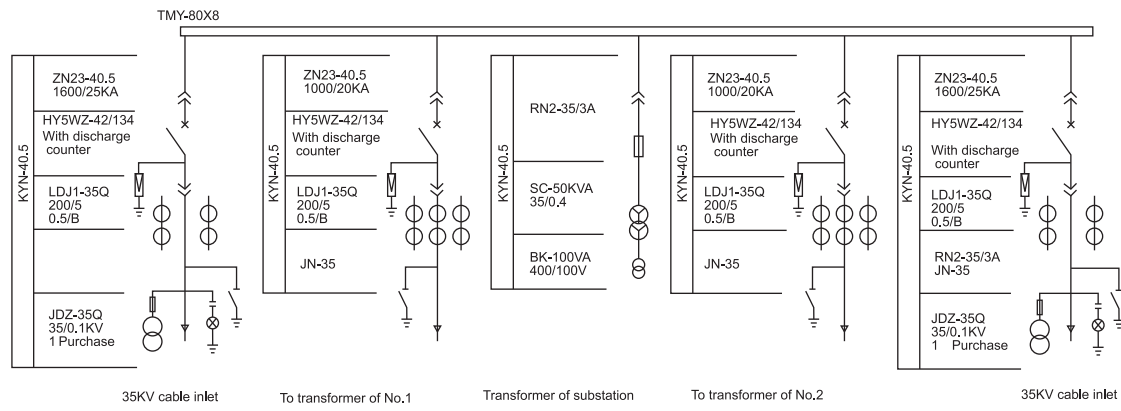 TMY-80X8
KYN-40.5
ZN23-40.5
1600/25KA
HY5WZ-42/134
With discharge
counter
LDJ1-35Q
200/5
0.5/B
JDZ-35Q
35/0.1KV
1 Purchase
35KV cable inlet
KYN-40.5
ZN23-40.5
1000/20KA
HY5WZ-42/134
With discharge
counter
LDJ1-35Q
200/5
0.5/B
JN-35
To transformer of No.1
KYN-40.5
RN2-35/3A
SC-50KVA
35/0.4
BK-100VA
400/100V
Transformer of substation
KYN-40.5
ZN23-40.5
1000/20KA
HY5WZ-42/134
With discharge
counter
LDJ1-35Q
200/5
0.5/B
JN-35
To transformer of No.2
KYN-40.5
ZN23-40.5
1600/25KA
HY5WZ-42/134
With discharge
counter
LDJ1-35Q
200/5
0.5/B
RN2-35/3A
JN-35
JDZ-35Q
35/0.1KV
1 Purchase
35KV cable inlet